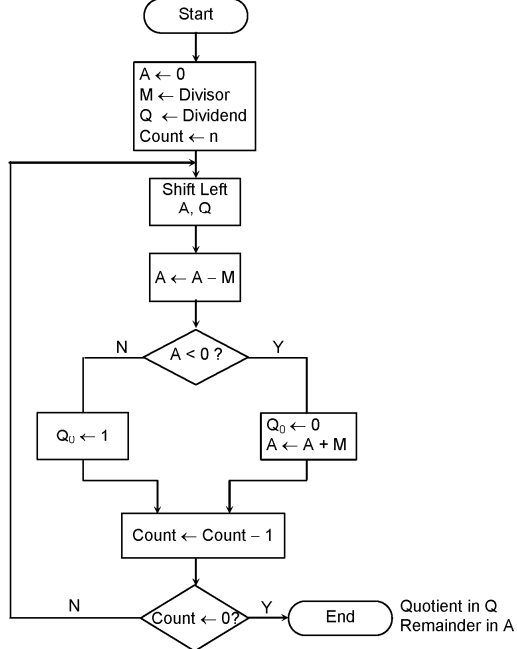 Start
A ← 0
M ← Divisor
Q ← Dividend
Count ← n
Shift Left
A, Q
A ← A – M
N
A < 0 ?
Y
Q₀ ← 1
Q₀ ← 0
A ← A + M
Count ← Count – 1
N
Count ← 0?
Y
End
Quotient in Q
Remainder in A